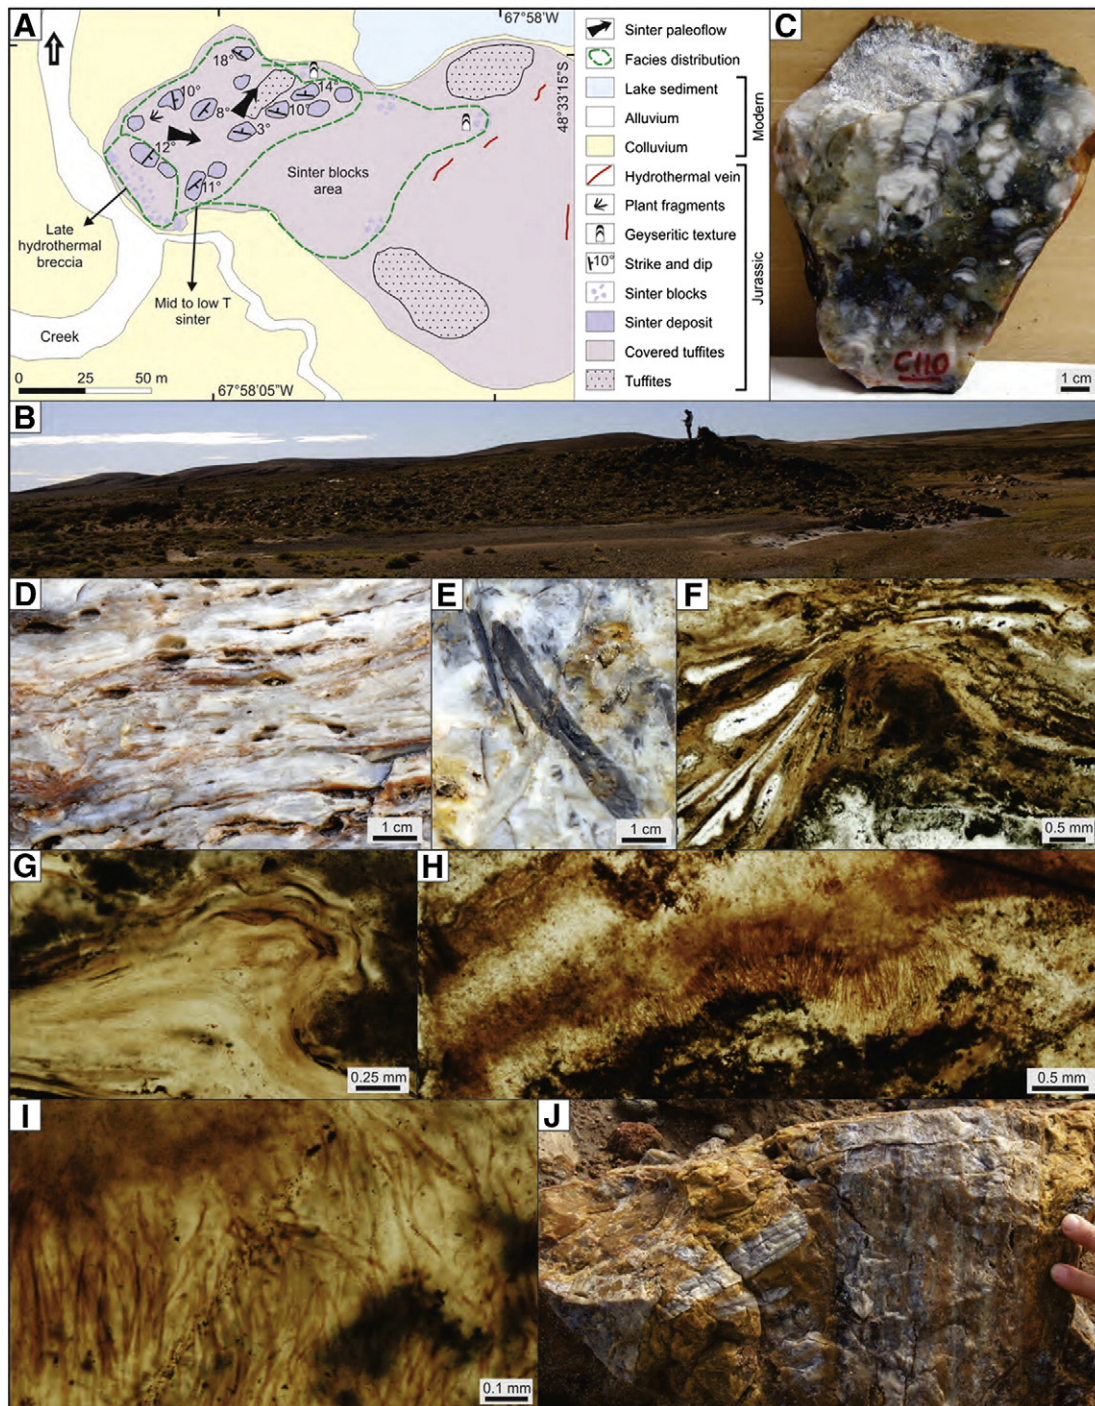 A
67°58'W
48°33'15"S
18°
10°
14°
8°
10°
3°
12°
11°
Sinter blocks
area
Late
hydrothermal
breccia
Mid to low T
sinter
Creek
0 25 50 m
67°58'05"W
Sinter paleoflow
Facies distribution
Lake sediment
Alluvium
Colluvium
Modern
Hydrothermal vein
Plant fragments
Geyseritic texture
10°
Strike and dip
Sinter blocks
Sinter deposit
Covered tuffites
Tuffites
Jurassic
C
C110
1 cm
B
D
1 cm
E
1 cm
F
0.5 mm
G
0.25 mm
H
0.5 mm
I
0.1 mm
J